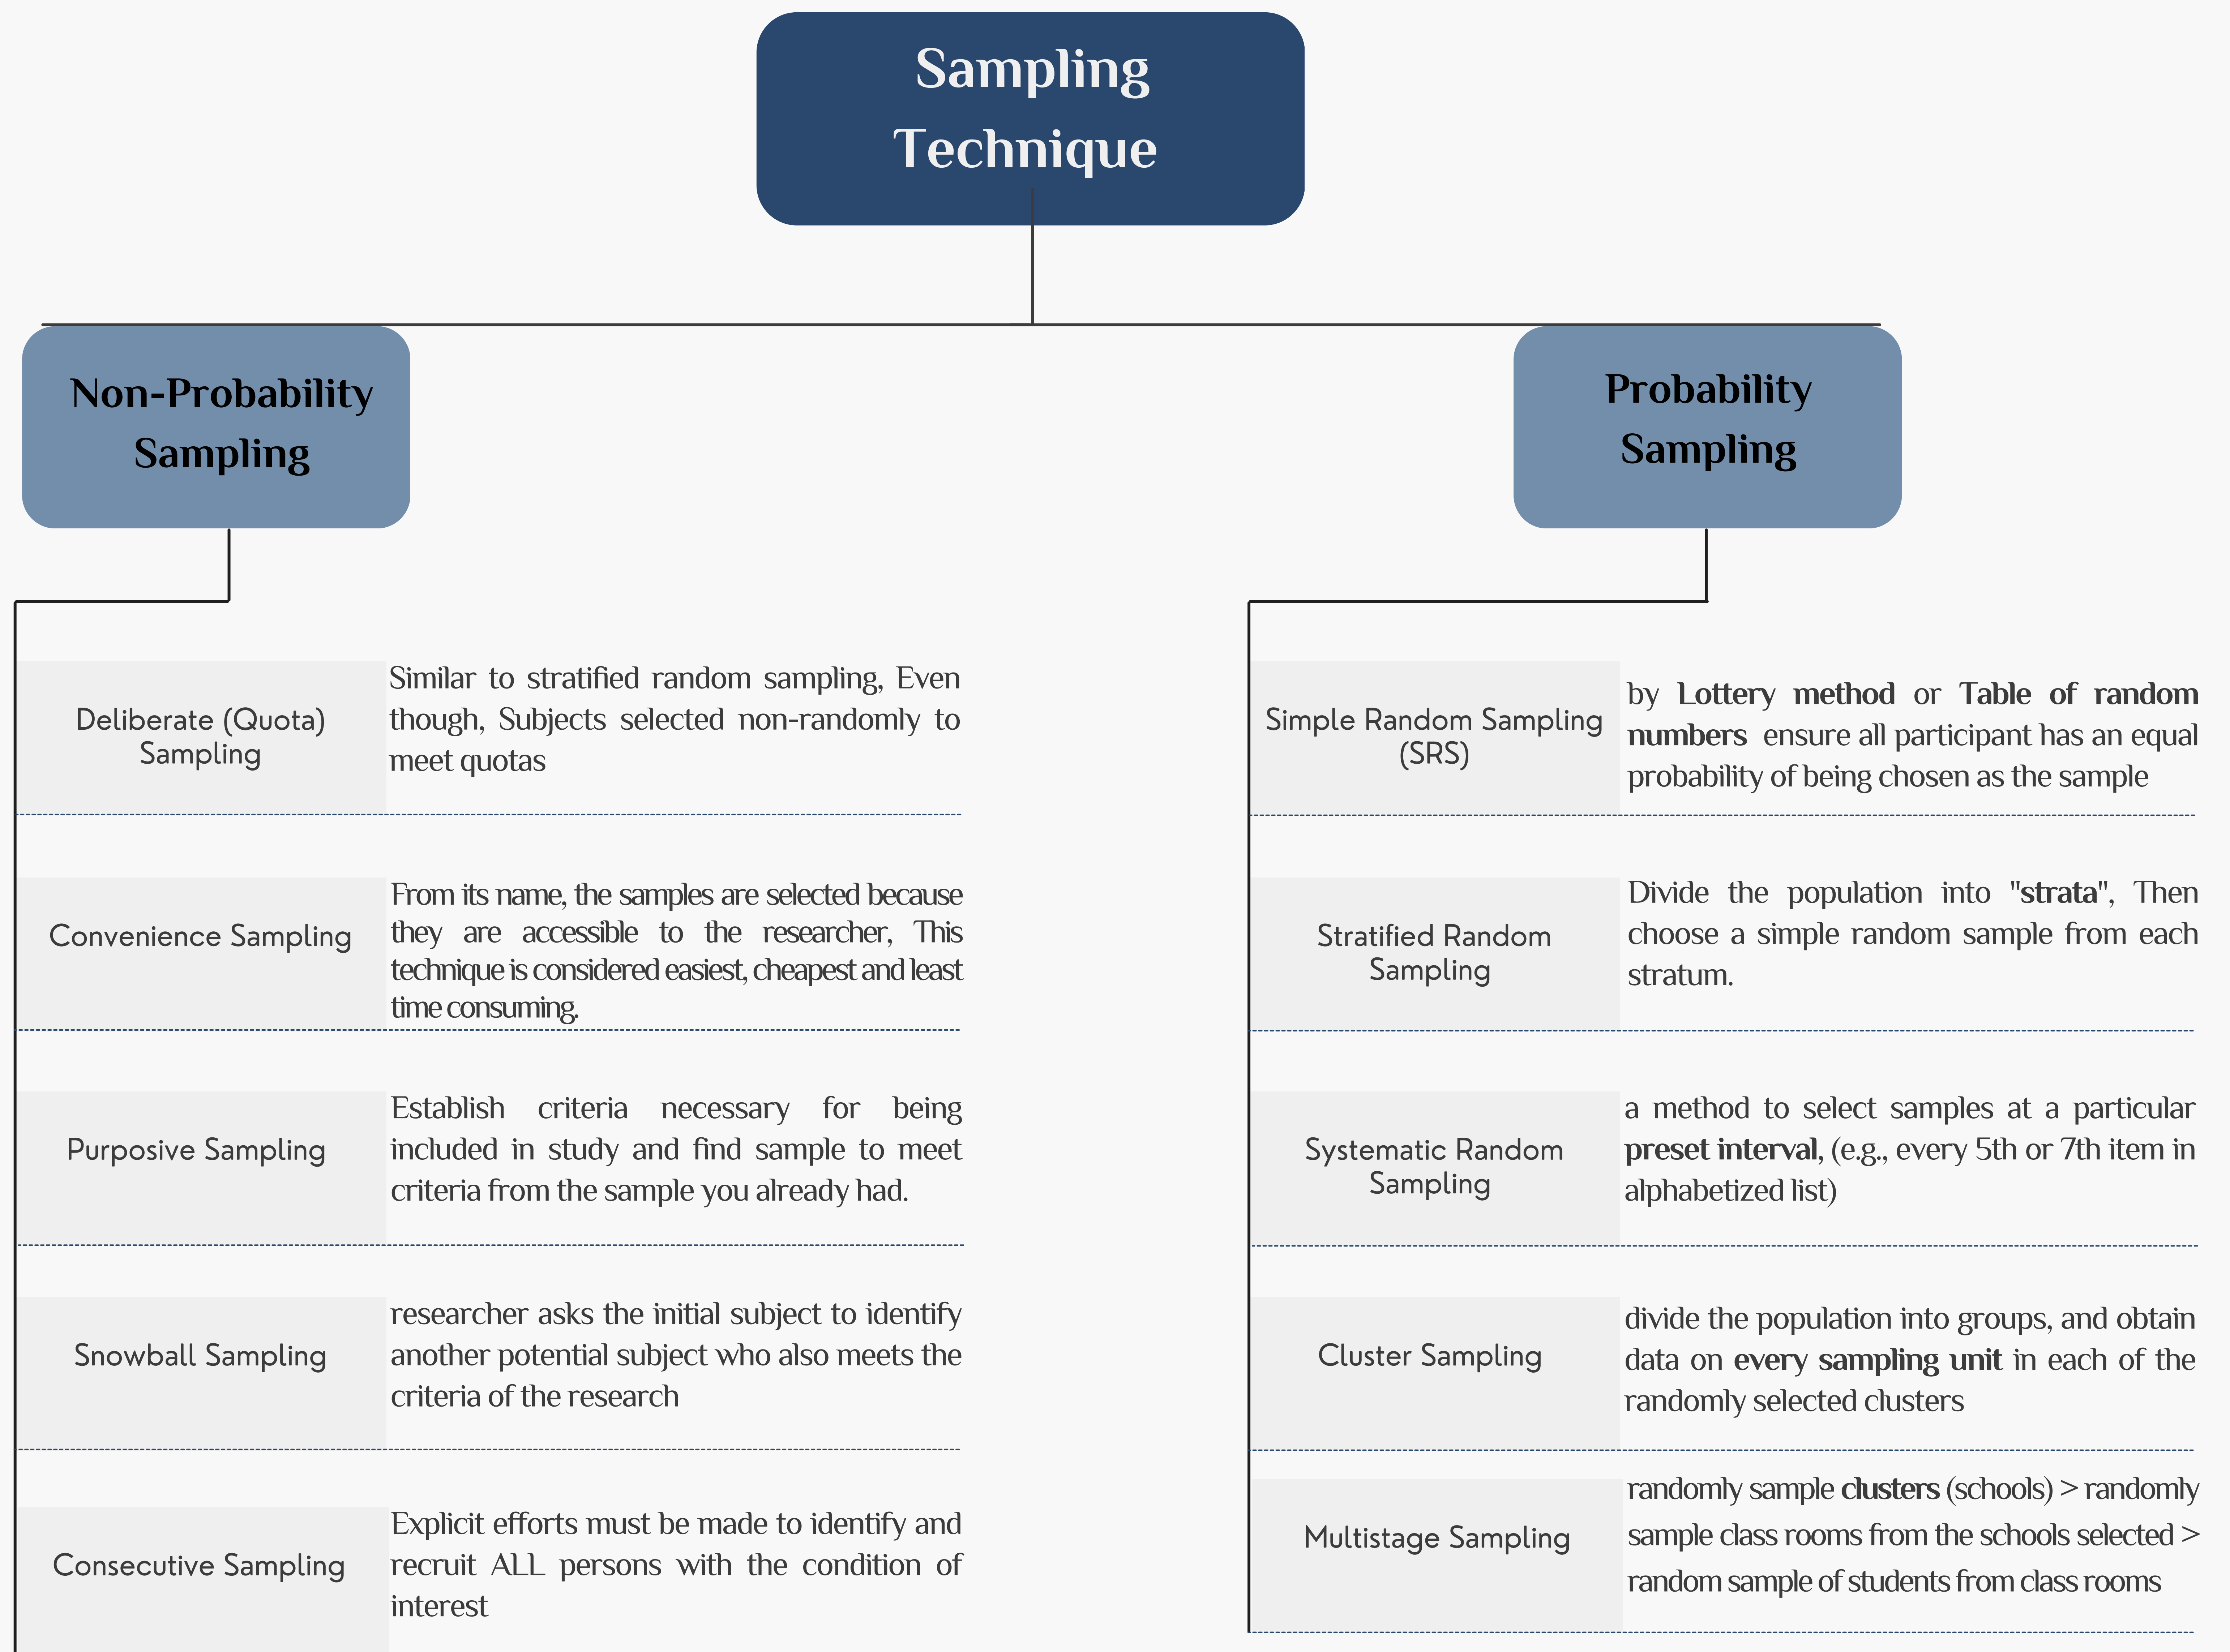 Sampling
Technique
Non-Probability
Sampling
Probability
Sampling
Deliberate (Quota)
Sampling
Similar to stratified random sampling, Even
though, Subjects selected non-randomly to
meet quotas
Convenience Sampling
From its name, the samples are selected because
they are accessible to the researcher, This
technique is considered easiest, cheapest and least
time consuming.
Purposive Sampling
Establish criteria necessary for being
included in study and find sample to meet
criteria from the sample you already had.
Snowball Sampling
researcher asks the initial subject to identify
another potential subject who also meets the
criteria of the research
Consecutive Sampling
Explicit efforts must be made to identify and
recruit ALL persons with the condition of
interest
Simple Random Sampling
(SRS)
by Lottery method or Table of random
numbers ensure all participant has an equal
probability of being chosen as the sample
Stratified Random
Sampling
Divide the population into "strata", Then
choose a simple random sample from each
stratum.
Systematic Random
Sampling
a method to select samples at a particular
preset interval, (e.g., every 5th or 7th item in
alphabetized list)
Cluster Sampling
divide the population into groups, and obtain
data on every sampling unit in each of the
randomly selected clusters
Multistage Sampling
randomly sample clusters (schools) > randomly
sample class rooms from the schools selected >
random sample of students from class rooms